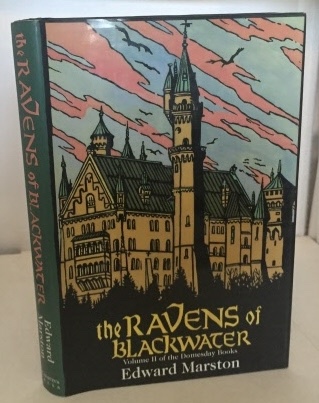 the RAVENS of BLACKWATER
Edward
Marston
the RAVENS of
BLACKWATER
Volume II of the Domesday Books
Edward Marston